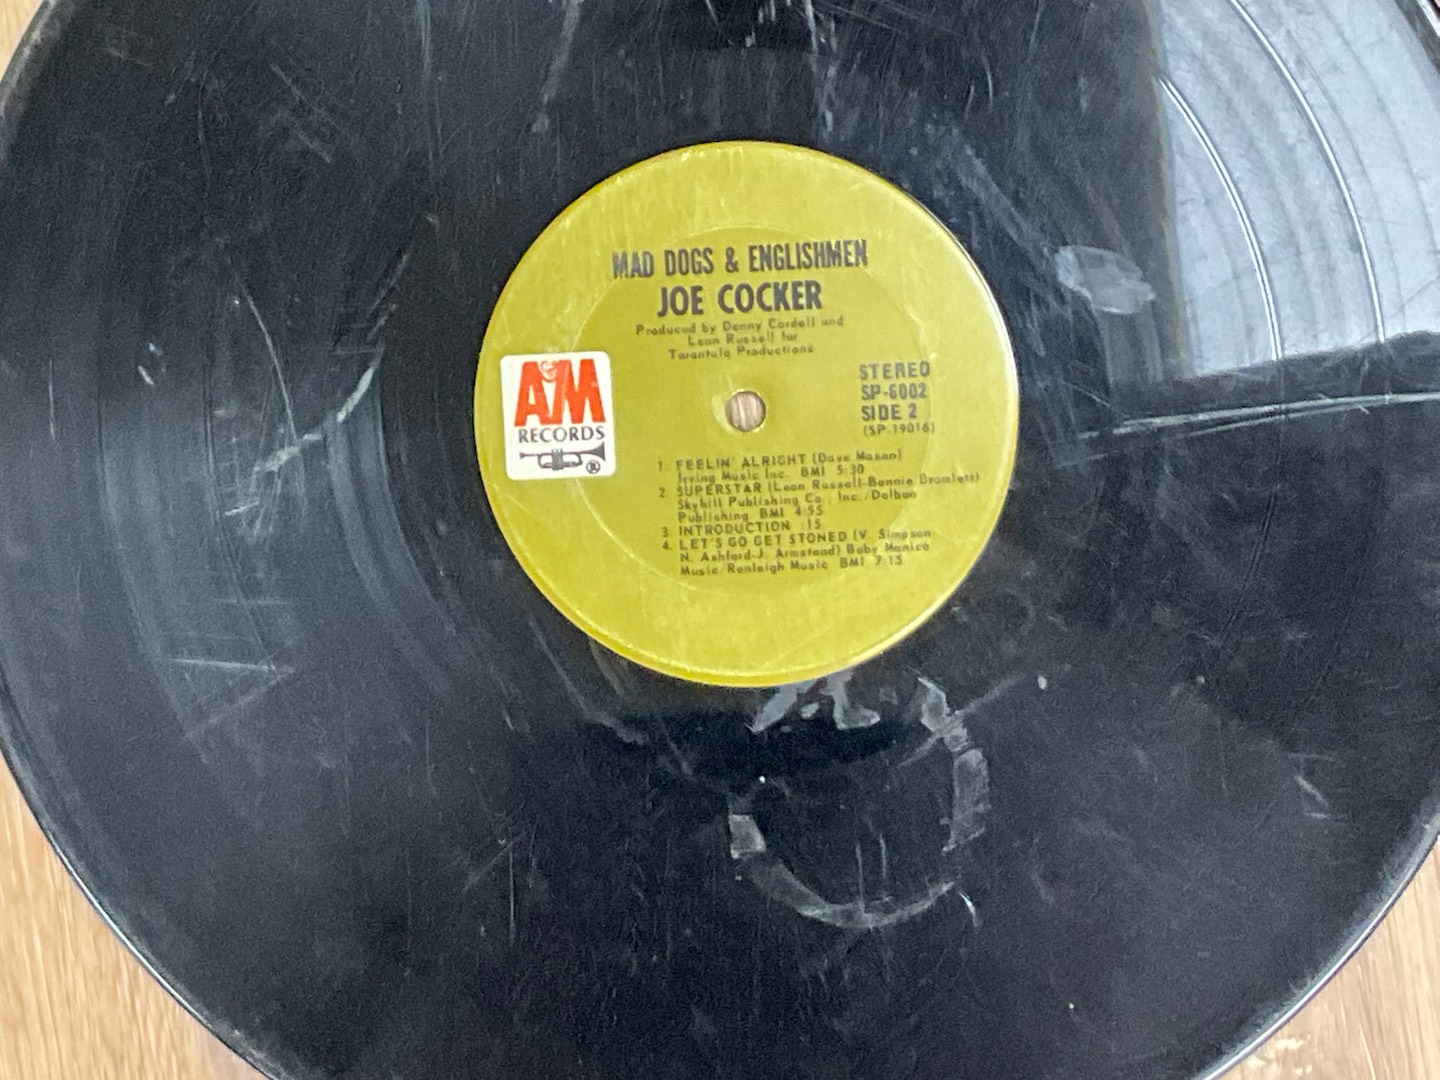 MAD DOGS & ENGLISHMEN
JOE COCKER
Produced by Denny Cordell and
Leon Russell for
Tarantula Productions
A&M
RECORDS
®
STEREO
SP-6002
SIDE 2
(SP-19016)
1. FEELIN' ALRIGHT (Dave Mason)
Irving Music Inc. BMI 5:30
2. SUPERSTAR (Leon Russell-Bonnie Bramlett)
Skyhill Publishing Co., Inc./Delbon
Publishing BMI 4:55
3. INTRODUCTION :15
4. LET'S GO GET STONED (V. Simpson
N. Ashford-J. Armstead) Baby Monica
Music/Renleigh Music BMI 7:15